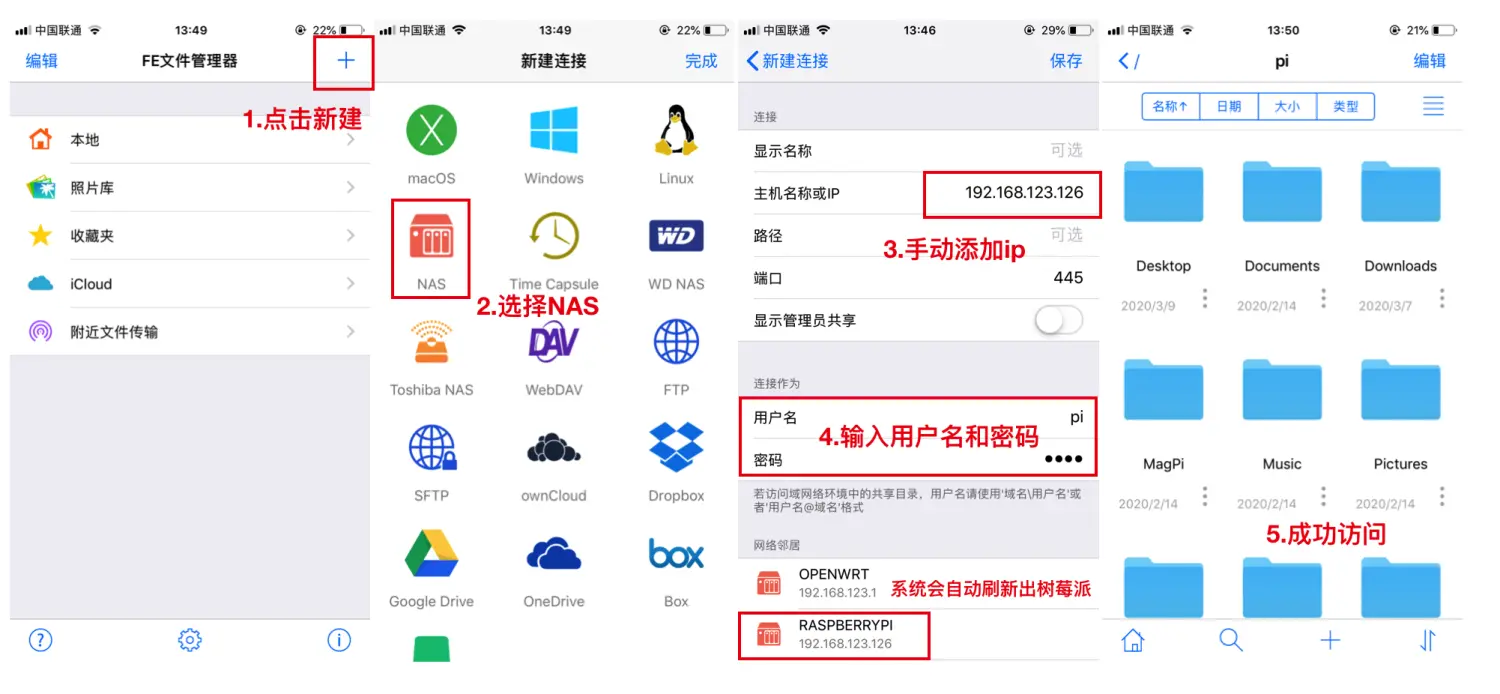 中国联通
13:49
22%
编辑
FE文件管理器
1.点击新建
本地
照片库
收藏夹
iCloud
附近文件传输
中国联通
13:49
22%
新建连接
完成
macOS
Windows
Linux
WD
NAS
Time Capsule
WD NAS
2.选择NAS
DAV
Toshiba NAS
WebDAV
FTP
SFTP
ownCloud
Dropbox
box
Google Drive
OneDrive
Box
中国联通
13:46
29%
新建连接
保存
连接
显示名称
可选
主机名称或IP
192.168.123.126
路径
可选
3.手动添加ip
端口
445
显示管理员共享
连接作为
用户名
pi
4.输入用户名和密码
密码
••••
若访问域网络环境中的共享目录，用户名请使用'域名\用户名'或
者'用户名@域名'格式
网络邻居
OPENWRT
192.168.123.1
系统会自动刷新出树莓派
RASPBERRYPI
192.168.123.126
中国联通
13:50
21%
/
pi
编辑
名称↑
日期
大小
类型
Desktop
Documents
Downloads
2020/3/9
2020/2/14
2020/3/7
MagPi
Music
Pictures
2020/2/14
2020/2/14
2020/2/14
5.成功访问